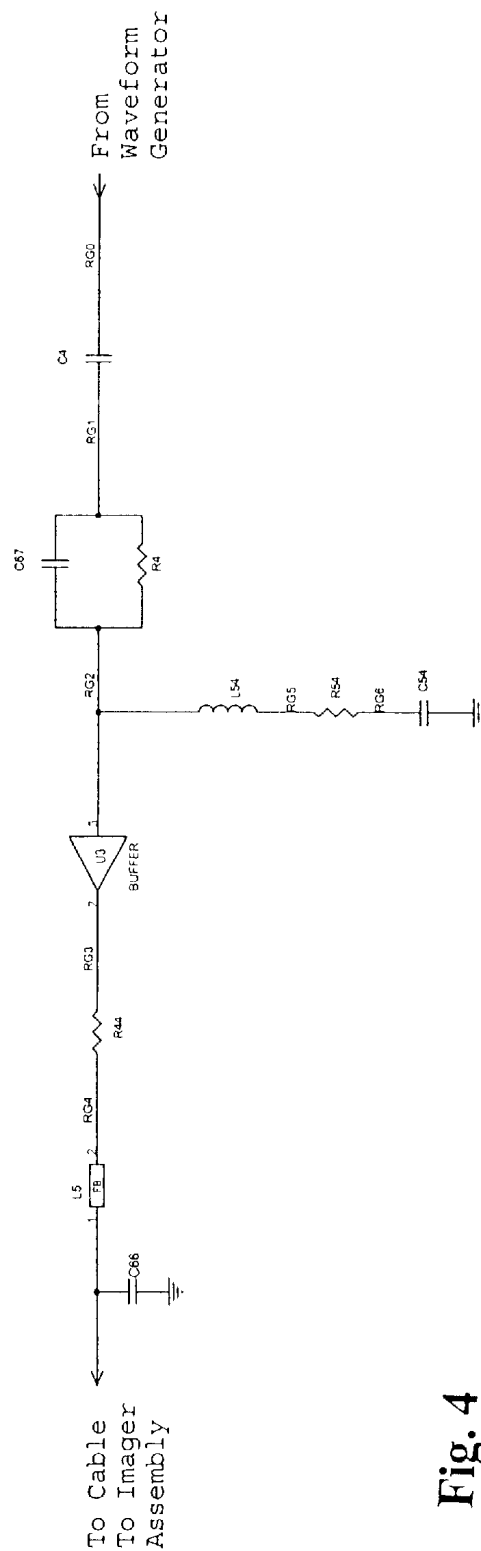 To Cable
To Imager
Assembly
L5
1
FB
2
C66
RG4
R44
RG3
2
U3
BUFFER
3
RG2
L54
RG5
R54
RG6
C54
C67
R4
RG1
C4
RG0
From
Waveform
Generator
Fig. 4